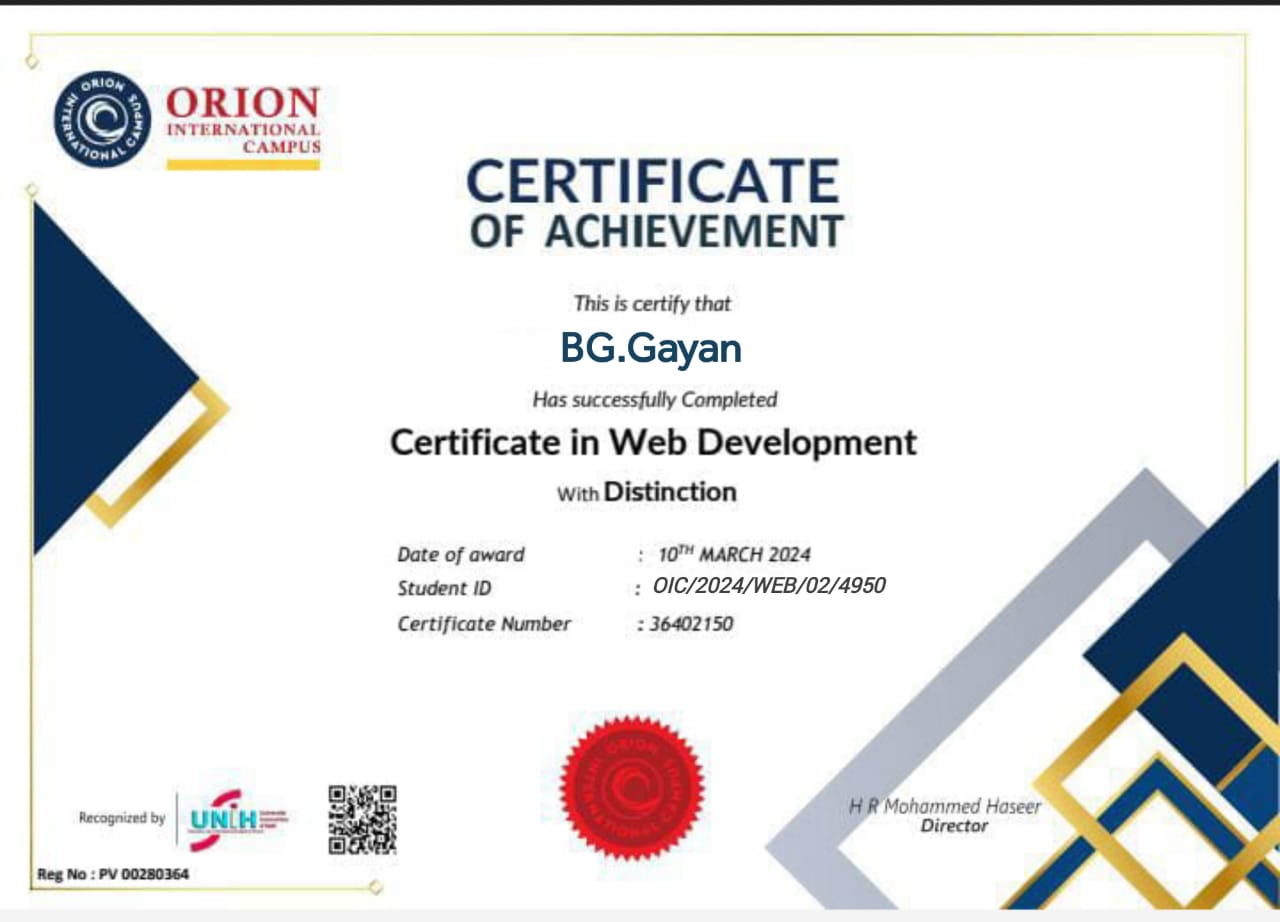 ORION INTERNATIONAL CAMPUS
ORION
INTERNATIONAL
CAMPUS
CERTIFICATE
OF ACHIEVEMENT
This is certify that
BG.Gayan
Has successfully Completed
Certificate in Web Development
With Distinction
Date of award : 10TH MARCH 2024
Student ID : OIC/2024/WEB/02/4950
Certificate Number : 36402150
ORION INTERNATIONAL CAMPUS
Recognized by
UNIH
H R Mohammed Haseer
Director
Reg No : PV 00280364